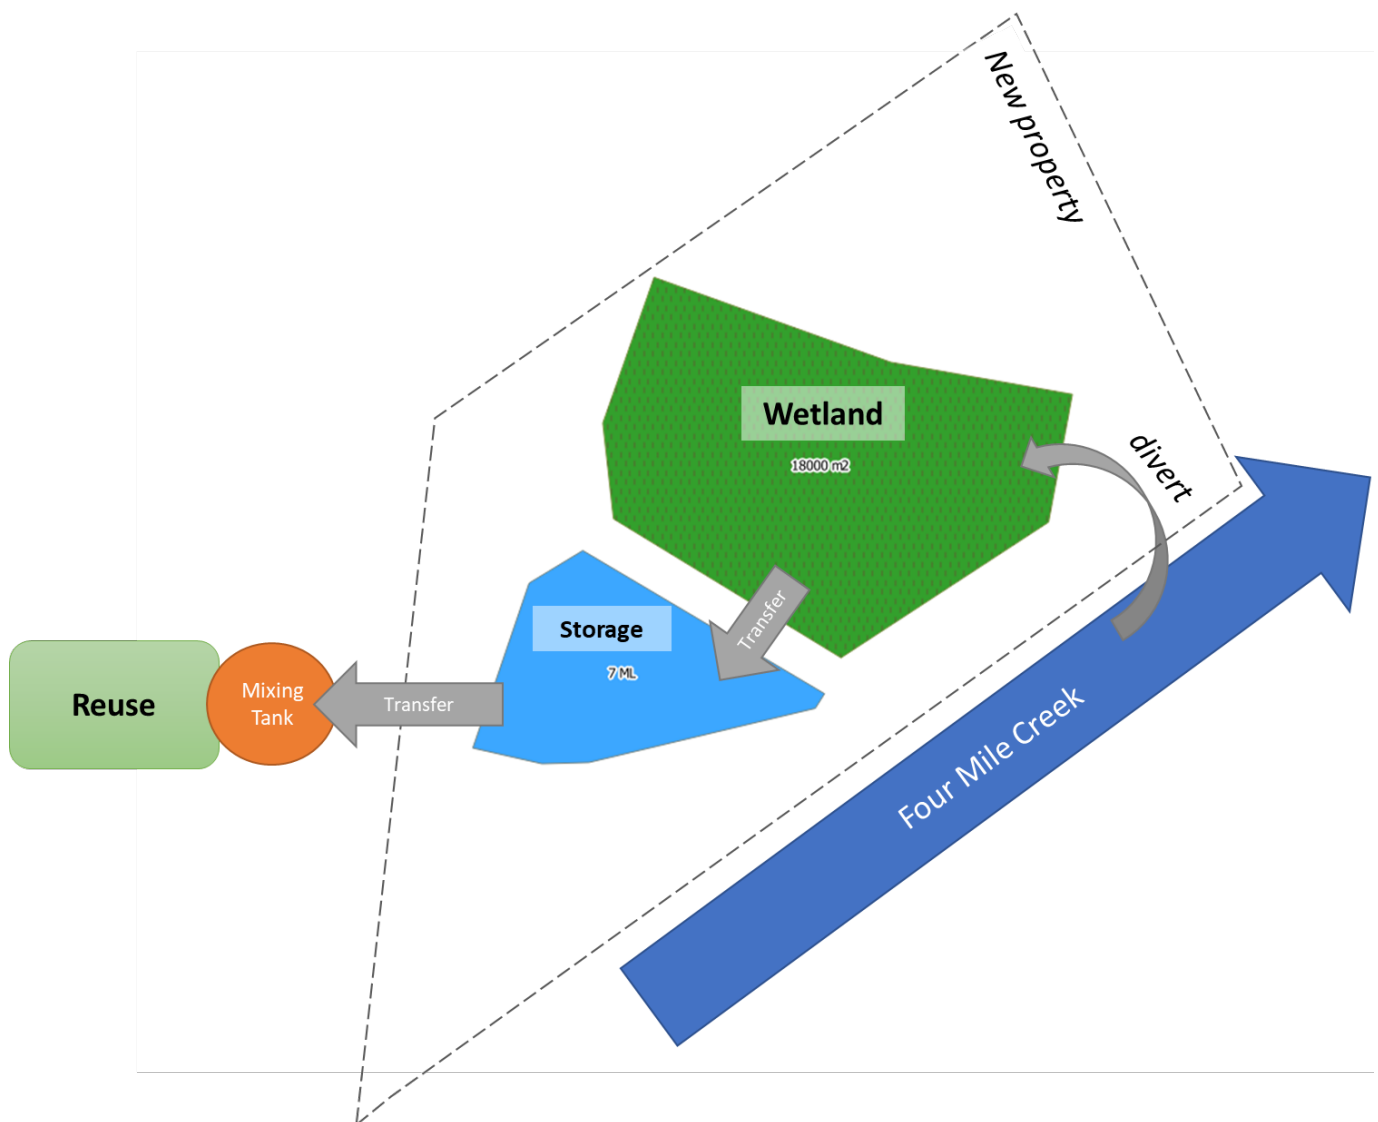 New property
divert
Wetland
18000 m2
Transfer
Storage
7 ML
Transfer
Mixing
Tank
Reuse
Four Mile Creek